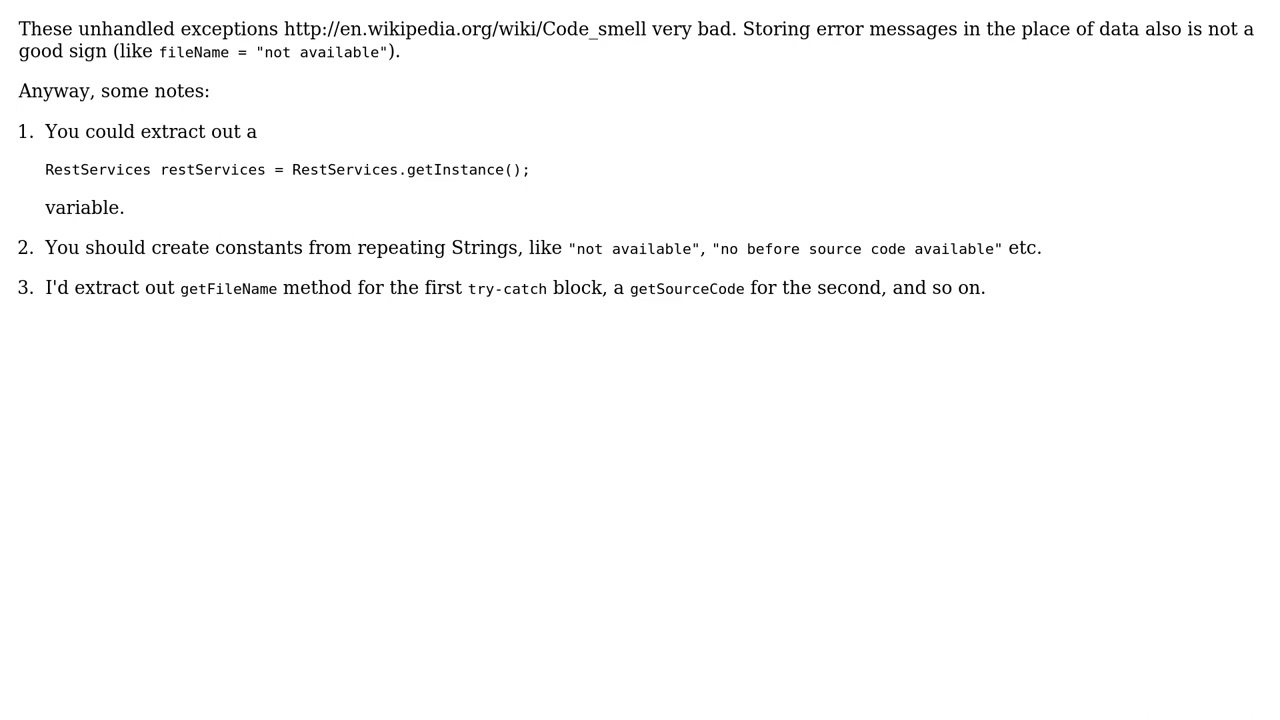 These unhandled exceptions http://en.wikipedia.org/wiki/Code_smell very bad. Storing error messages in the place of data also is not a
good sign (like fileName = "not available").
Anyway, some notes:
1. You could extract out a
RestServices restServices = RestServices.getInstance();
variable.
2. You should create constants from repeating Strings, like "not available", "no before source code available" etc.
3. I'd extract out getFileName method for the first try-catch block, a getSourceCode for the second, and so on.